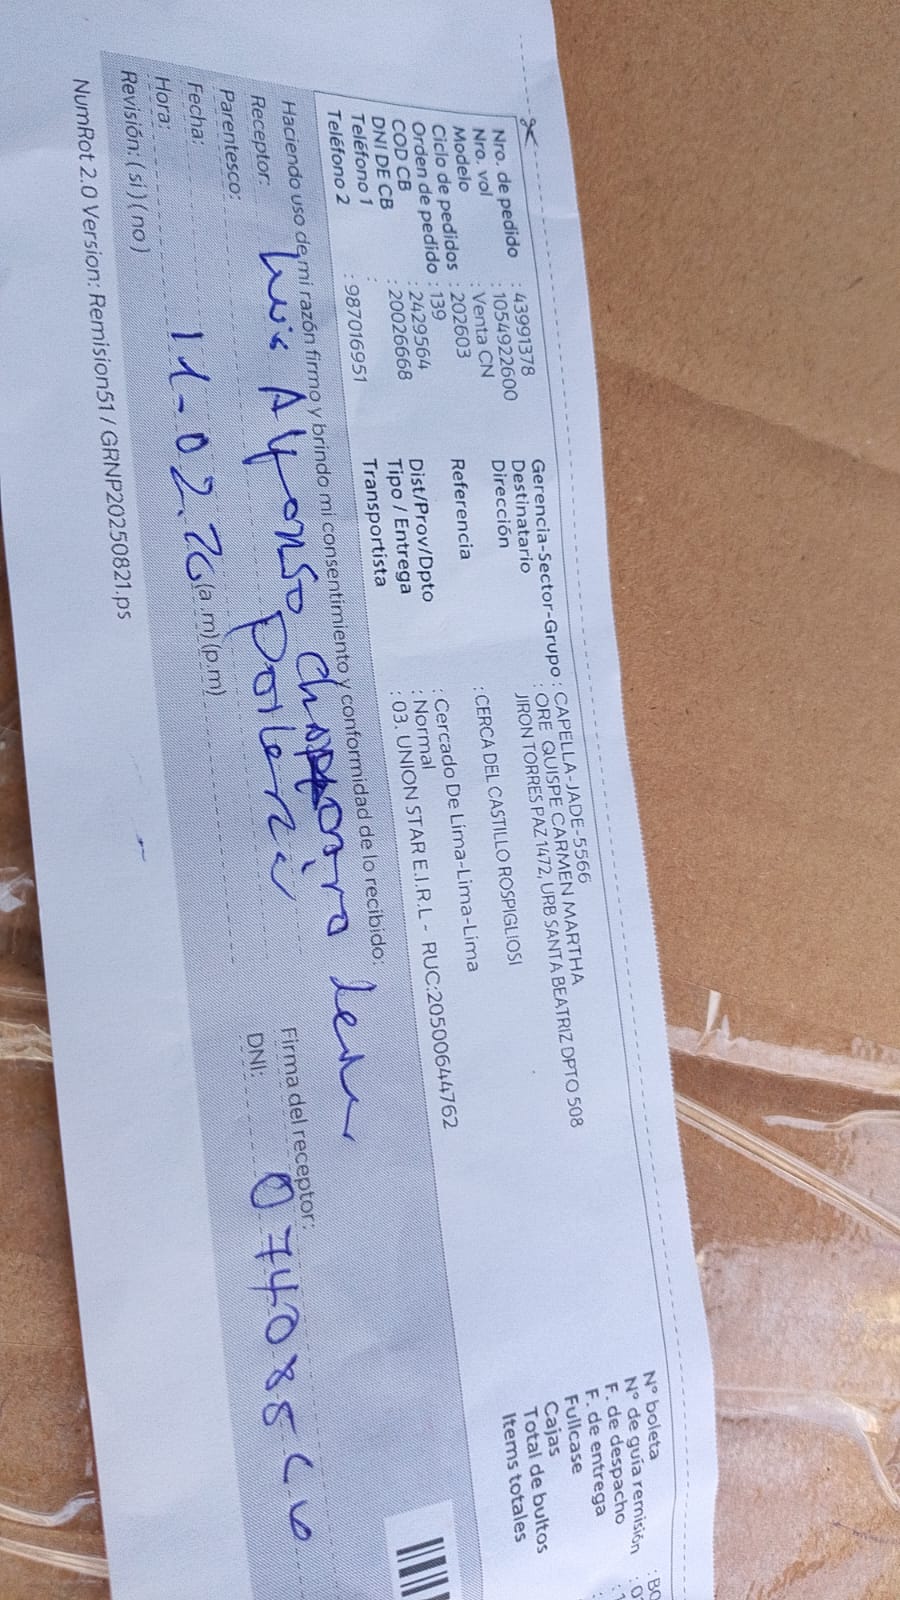 Nro. de pedido : 43991378
Nro. vol : 1054922600
Modelo : Venta CN
Ciclo de pedidos : 202603
Orden de pedido : 139
COD CB : 2429564
DNI DE CB : 20026668
Teléfono 1 :
Teléfono 2 : 987016951
Gerencia-Sector-Grupo : CAPELLA-JADE-5566
Destinatario : ORE QUISPE CARMEN MARTHA
Dirección JIRON TORRES PAZ 1472, URB SANTA BEATRIZ DPTO 508
Referencia : CERCA DEL CASTILLO ROSPIGLIOSI
Dist/Prov/Dpto : Cercado De Lima-Lima-Lima
Tipo / Entrega : Normal
Transportista : 03. UNION STAR E.I.R.L - RUC:20500644762
N° boleta : BO
N° de guía remisión : 0
F. de despacho : 1
F. de entrega :
Fullcase
Cajas
Total de bultos
Items totales
Haciendo uso de mi razón firmo y brindo mi consentimiento y conformidad de lo recibido:
Receptor: Luis Alfonso
Firma del receptor:
Parentesco:
DNI: 074088
Fecha: 11-02.26
Hora: (a.m) (p.m)
Revisión: ( si ) ( no )
NumRot 2.0 Version: Remision51 / GRNP20250821.ps